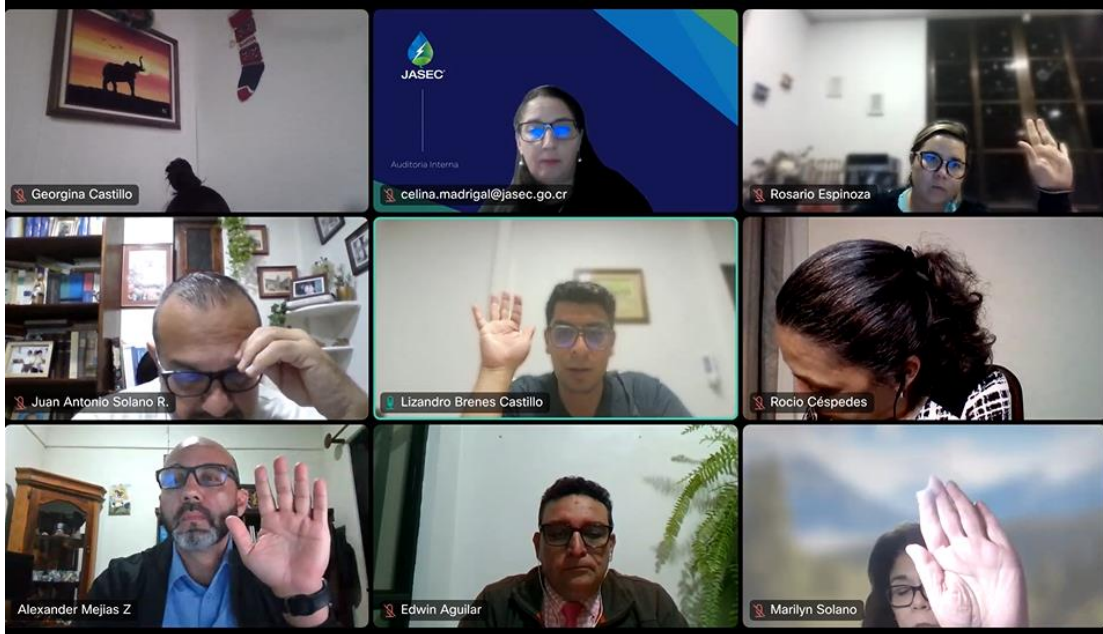 Georgina Castillo
JASEC
Auditoria Interna
celina.madrigal@jasec.go.cr
Rosario Espinoza
Juan Antonio Solano R.
Lizandro Brenes Castillo
Rocio Céspedes
Alexander Mejias Z
Edwin Aguilar
Marilyn Solano